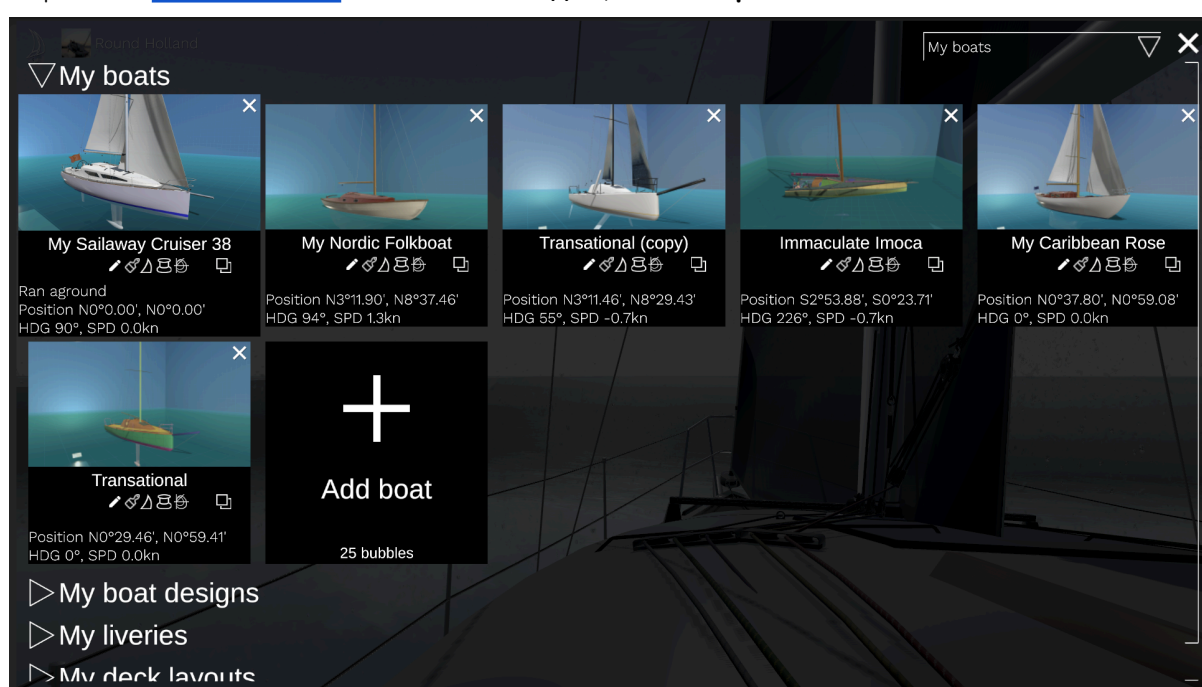 Round Holland
My boats
My boats
My Sailaway Cruiser 38
Ran aground
Position N0°0.00', N0°0.00'
HDG 90°, SPD 0.0kn
My Nordic Folkboat
Position N3°11.90', N8°37.46'
HDG 94°, SPD 1.3kn
Transational (copy)
Position N3°11.46', N8°29.43'
HDG 55°, SPD -0.7kn
Immaculate Imoca
Position S2°53.88', S0°23.71'
HDG 226°, SPD -0.7kn
My Caribbean Rose
Position N0°37.80', N0°59.08'
HDG 0°, SPD 0.0kn
Transational
Position N0°29.46', N0°59.41'
HDG 0°, SPD 0.0kn
Add boat
25 bubbles
My boat designs
My liveries
My deck layouts